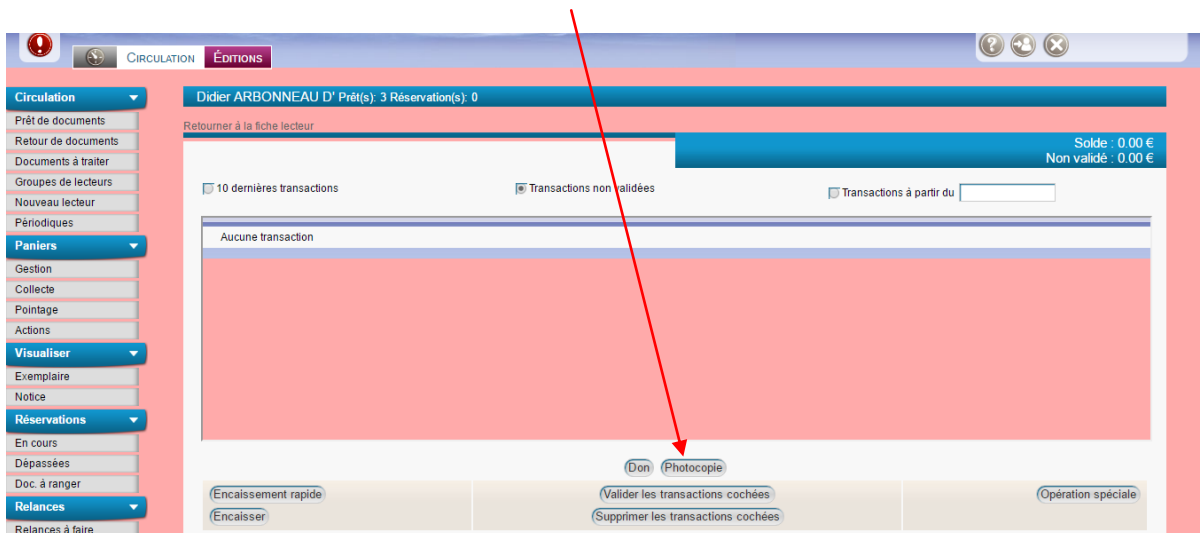 CIRCULATION ÉDITIONS
Circulation
Prêt de documents
Retour de documents
Documents à traiter
Groupes de lecteurs
Nouveau lecteur
Périodiques
Paniers
Gestion
Collecte
Pointage
Actions
Visualiser
Exemplaire
Notice
Réservations
En cours
Dépassées
Doc. à ranger
Relances
Relances à faire
Didier ARBONNEAU D' Prêt(s): 3 Réservation(s): 0
Retourner à la fiche lecteur
Solde : 0.00 €
Non validé : 0.00 €
10 dernières transactions Transactions non validées Transactions à partir du
Aucune transaction
Don Photocopie
Encaissement rapide Valider les transactions cochées Opération spéciale
Encaisser Supprimer les transactions cochées